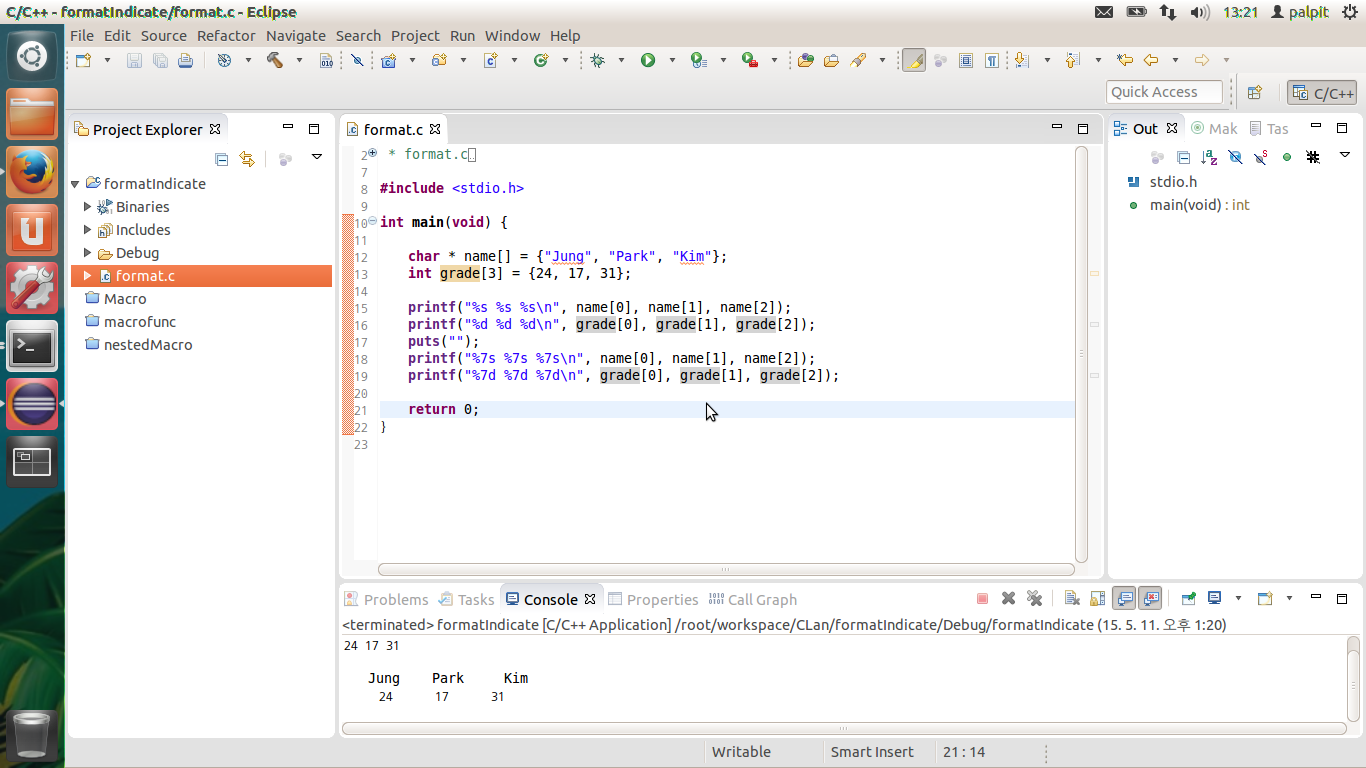 C/C++ - formatIndicate/format.c - Eclipse
13:21
palpit
File Edit Source Refactor Navigate Search Project Run Window Help
Quick Access
C/C++
Project Explorer
formatIndicate
Binaries
Includes
Debug
format.c
Macro
macrofunc
nestedMacro
format.c
2 * format.c
7
8 #include <stdio.h>
9
10 int main(void) {
11
12 char * name[] = {"Jung", "Park", "Kim"};
13 int grade[3] = {24, 17, 31};
14
15 printf("%s %s %s\n", name[0], name[1], name[2]);
16 printf("%d %d %d\n", grade[0], grade[1], grade[2]);
17 puts("");
18 printf("%7s %7s %7s\n", name[0], name[1], name[2]);
19 printf("%7d %7d %7d\n", grade[0], grade[1], grade[2]);
20
21 return 0;
22 }
23
Out Mak Tas
stdio.h
main(void) : int
Problems Tasks Console Properties Call Graph
<terminated> formatIndicate [C/C++ Application] /root/workspace/CLan/formatIndicate/Debug/formatIndicate (15. 5. 11. 오후 1:20)
24 17 31
Jung Park Kim
24 17 31
Writable Smart Insert 21 : 14